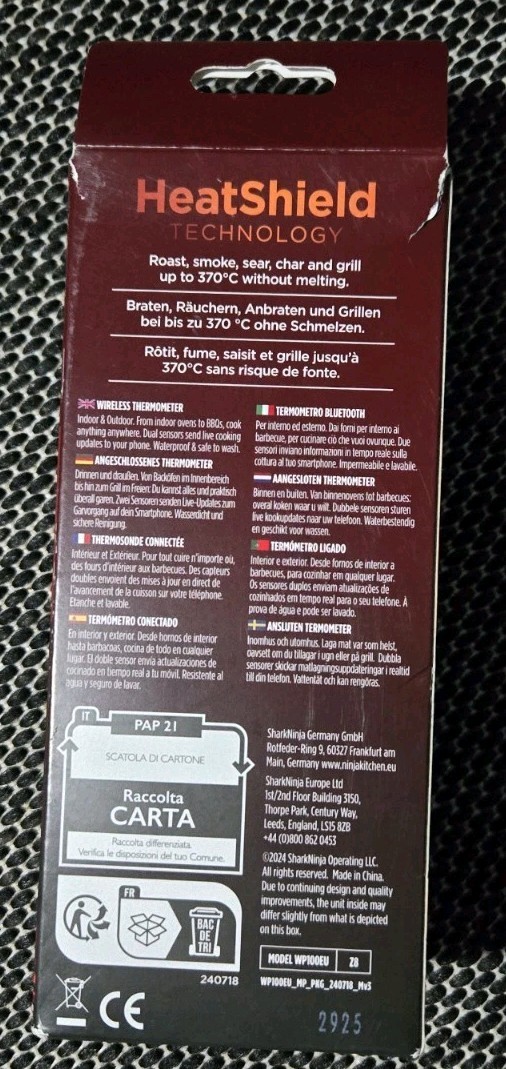 HeatShield
TECHNOLOGY
Roast, smoke, sear, char and grill
up to 370°C without melting.
Braten, Räuchern, Anbraten und Grillen
bei bis zu 370 °C ohne Schmelzen.
Rôtit, fume, saisit et grille jusqu'à
370°C sans risque de fonte.
WIRELESS THERMOMETER
Indoor & Outdoor. From indoor ovens to BBQs, cook
anything anywhere. Dual sensors send live cooking
updates to your phone. Waterproof & safe to wash.
ANGESCHLOSSENES THERMOMETER
Drinnen und draußen. Von Backöfen im Innenbereich
bis hin zum Grill im Freien: Du kannst alles und praktisch
überall garen. Zwei Sensoren senden Live-Updates zum
Garvorgang auf dein Smartphone. Wasserdicht und
sichere Reinigung.
THERMOSONDE CONNECTÉE
Intérieur et Extérieur. Pour tout cuire n'importe où,
des fours d'intérieur aux barbecues. Des capteurs
doubles envoient des mises à jour en direct de
l'avancement de la cuisson sur votre téléphone.
Etanche et lavable.
TERMÓMETRO CONECTADO
En interior y exterior. Desde hornos de interior
hasta barbacoas, cocina de todo en cualquier
lugar. El doble sensor envía actualizaciones de
cocinado en tiempo real a tu móvil. Resistente al
agua y seguro de lavar.
TERMOMETRO BLUETOOTH
Per interno ed esterno. Dai forni per interno ai
barbecue, per cucinare ciò che vuoi ovunque. Due
sensori inviano informazioni in tempo reale sulla
cottura al tuo smartphone. Impermeabile e lavabile.
AANGESLOTEN THERMOMETER
Binnen en buiten. Van binnenovens tot barbecues:
overal koken waar u wilt. Dubbele sensoren sturen
live kookupdates naar uw telefoon. Waterbestendig
en geschikt voor wassen.
TERMÓMETRO LIGADO
Interior e exterior. Desde fornos de interior a
barbecues, para cozinhar em qualquer lugar.
Os sensores duplos enviam atualizações de
cozinhados em tempo real para o seu telefone. À
prova de água e pode ser lavado.
ANSLUTEN TERMOMETER
Inomhus och utomhus. Laga mat var som helst,
oavsett om du tillagar i ugn eller på grill. Dubbla
sensorer skickar matlagningsuppdateringar i realtid
till din telefon. Vattentät och kan rengöras.
IT
PAP 21
SCATOLA DI CARTONE
Raccolta
CARTA
Raccolta differenziata.
Verifica le disposizioni del tuo Comune.
FR
BAC
DE
TRI
240718
CE
SharkNinja Germany GmbH
Rotfeder-Ring 9, 60327 Frankfurt am
Main, Germany www.ninjakitchen.eu
SharkNinja Europe Ltd
1st/2nd Floor Building 3150,
Thorpe Park, Century Way,
Leeds, England, LS15 8ZB
+44 (0)800 862 0453
©2024 SharkNinja Operating LLC.
All rights reserved. Made in China.
Due to continuing design and quality
improvements, the unit inside may
differ slightly from what is depicted
on this box.
MODEL WP100EU Z8
WP100EU_MP_PKG_240718_Mv3
2925